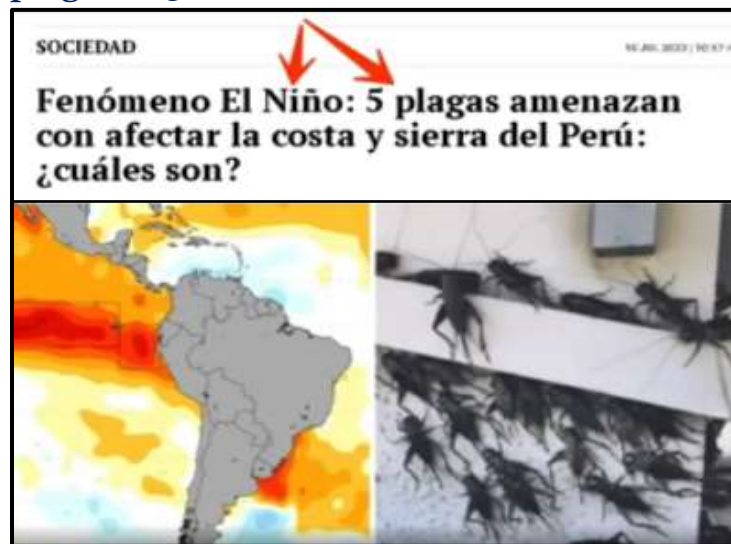 SOCIEDAD
Fenómeno El Niño: 5 plagas amenazan
con afectar la costa y sierra del Perú:
¿cuáles son?